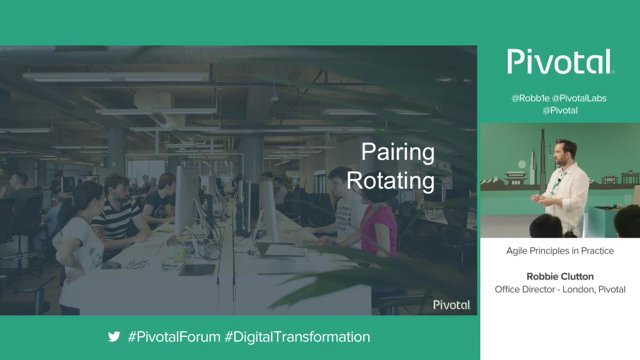 Pairing
Rotating
Pivotal
#PivotalForum #DigitalTransformation
Pivotal
@Robb1e @PivotalLabs
@Pivotal
Agile Principles in Practice
Robbie Clutton
Office Director - London, Pivotal